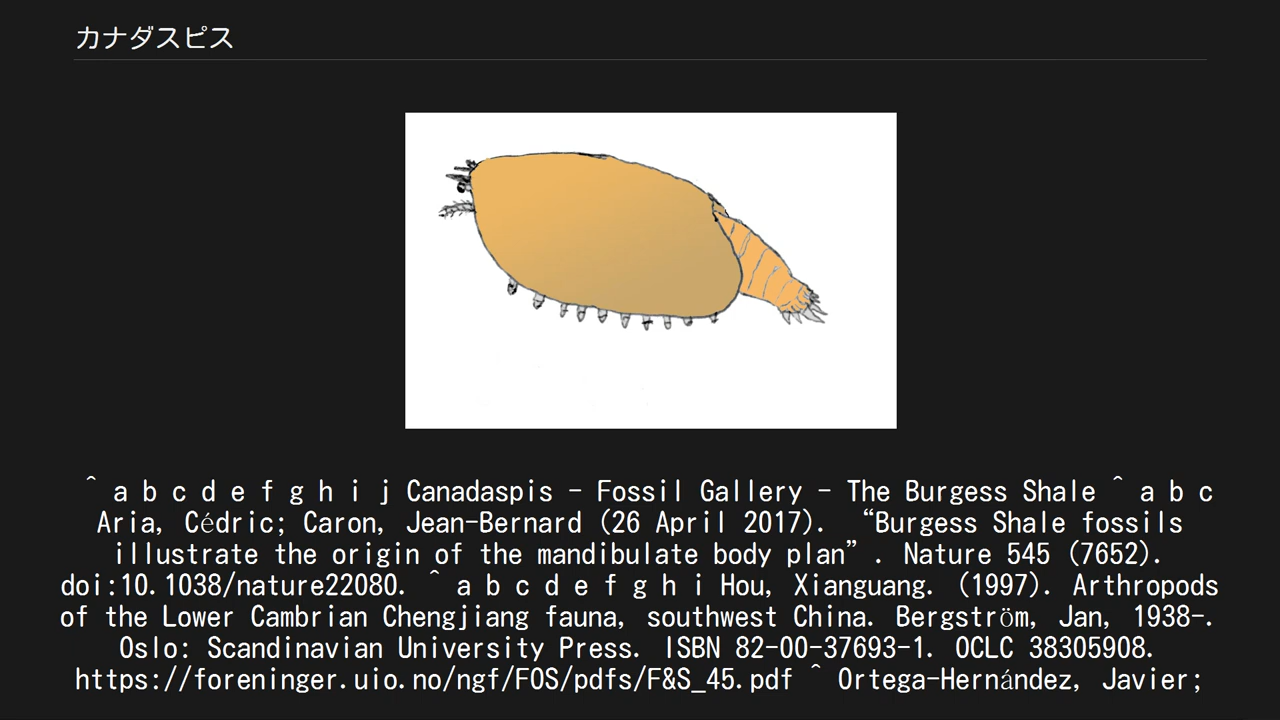 カナダスピス
^ a b c d e f g h i j Canadaspis - Fossil Gallery - The Burgess Shale ^ a b c
Aria, Cédric; Caron, Jean-Bernard (26 April 2017). “Burgess Shale fossils
illustrate the origin of the mandibulate body plan”. Nature 545 (7652).
doi:10.1038/nature22080. ^ a b c d e f g h i Hou, Xianguang. (1997). Arthropods
of the Lower Cambrian Chengjiang fauna, southwest China. Bergström, Jan, 1938-.
Oslo: Scandinavian University Press. ISBN 82-00-37693-1. OCLC 38305908.
https://foreninger.uio.no/ngf/FOS/pdfs/F&S_45.pdf ^ Ortega-Hernández, Javier;